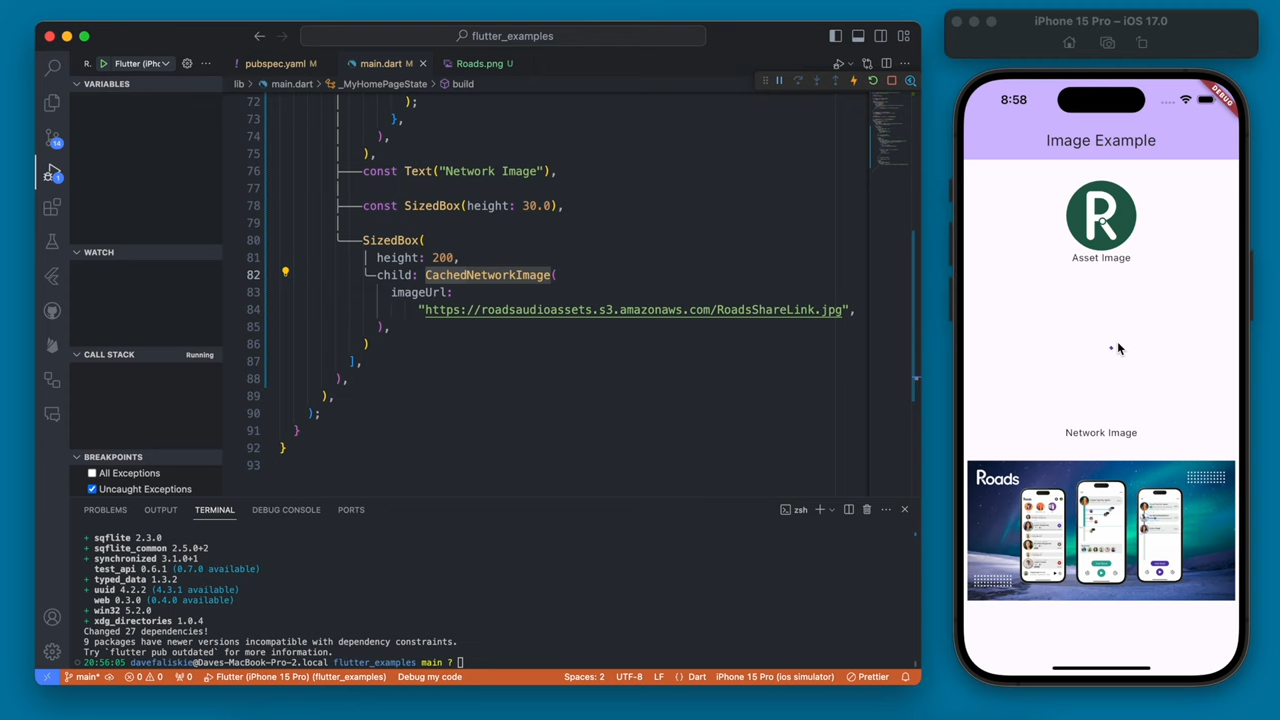 flutter_examples
R.
Flutter (iPhc
pubspec.yaml
M
main.dart
M
Roads.png
U
VARIABLES
lib
main.dart
_MyHomePageState
build
72
);
73
},
74
),
75
),
76
const Text("Network Image"),
77
78
const SizedBox(height: 30.0),
79
80
SizedBox(
81
height: 200,
82
child: CachedNetworkImage(
83
imageUrl:
84
"https://roadsaudioassets.s3.amazonaws.com/RoadsShareLink.jpg",
85
),
86
)
87
],
88
),
89
),
90
);
91
}
92
}
93
14
1
WATCH
CALL STACK
Running
BREAKPOINTS
All Exceptions
Uncaught Exceptions
PROBLEMS
OUTPUT
TERMINAL
DEBUG CONSOLE
PORTS
zsh
+ sqflite 2.3.0
+ sqflite_common 2.5.0+2
+ synchronized 3.1.0+1
test_api 0.6.1 (0.7.0 available)
+ typed_data 1.3.2
+ uuid 4.2.2 (4.3.1 available)
web 0.3.0 (0.4.0 available)
+ win32 5.2.0
+ xdg_directories 1.0.4
Changed 27 dependencies!
9 packages have newer versions incompatible with dependency constraints.
Try `flutter pub outdated` for more information.
20:56:05 davefaliskie@Daves-MacBook-Pro-2.local flutter_examples main ?
main*
0
0
0
Flutter (iPhone 15 Pro) (flutter_examples)
Debug my code
Spaces: 2
UTF-8
LF
{ } Dart
iPhone 15 Pro (ios simulator)
Prettier
iPhone 15 Pro – iOS 17.0
8:58
DEBUG
Image Example
R
Asset Image
Network Image
Roads